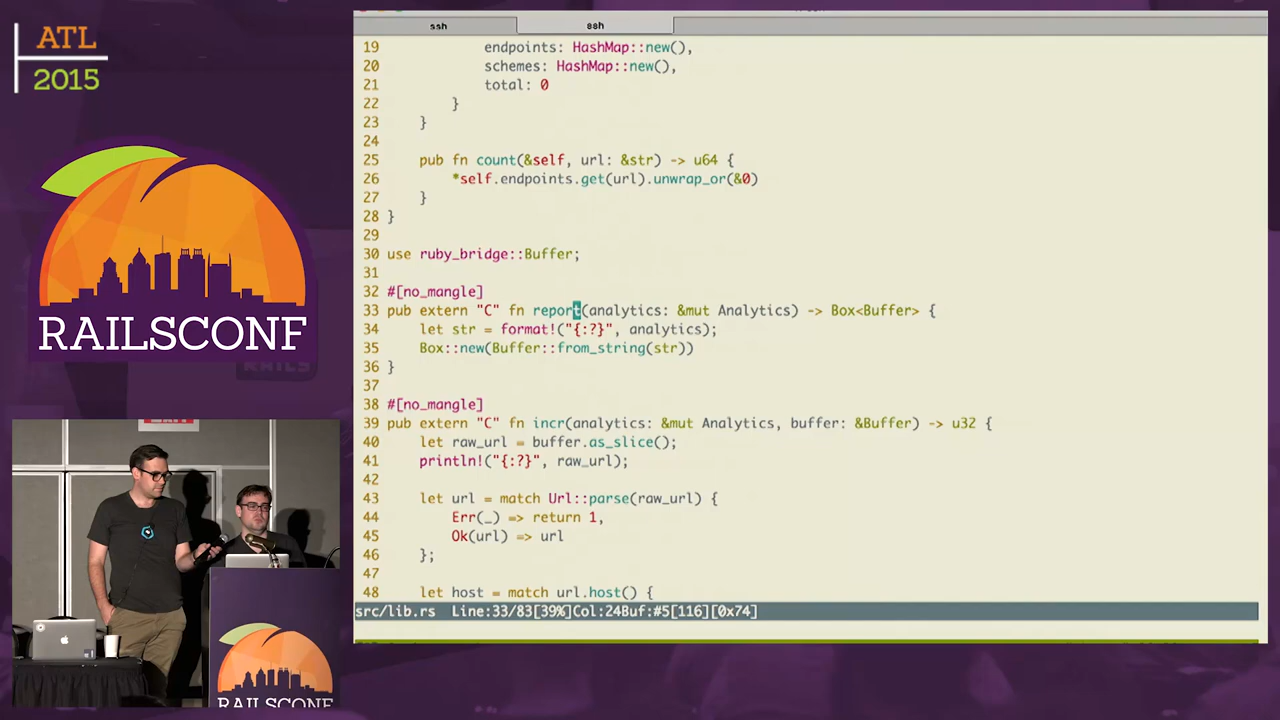 ATL
2015
RAILSCONF
ssh
ssh
19 endpoints: HashMap::new(),
20 schemes: HashMap::new(),
21 total: 0
22 }
23 }
24
25 pub fn count(&self, url: &str) -> u64 {
26 *self.endpoints.get(url).unwrap_or(&0)
27 }
28 }
29
30 use ruby_bridge::Buffer;
31
32 #[no_mangle]
33 pub extern "C" fn report(analytics: &mut Analytics) -> Box<Buffer> {
34 let str = format!("{:?}", analytics);
35 Box::new(Buffer::from_string(str))
36 }
37
38 #[no_mangle]
39 pub extern "C" fn incr(analytics: &mut Analytics, buffer: &Buffer) -> u32 {
40 let raw_url = buffer.as_slice();
41 println!("{:?}", raw_url);
42
43 let url = match Url::parse(raw_url) {
44 Err(_) => return 1,
45 Ok(url) => url
46 };
47
48 let host = match url.host() {
src/lib.rs Line:33/83[39%]Col:24Buf:#5[116][0x74]
RAILSCONF